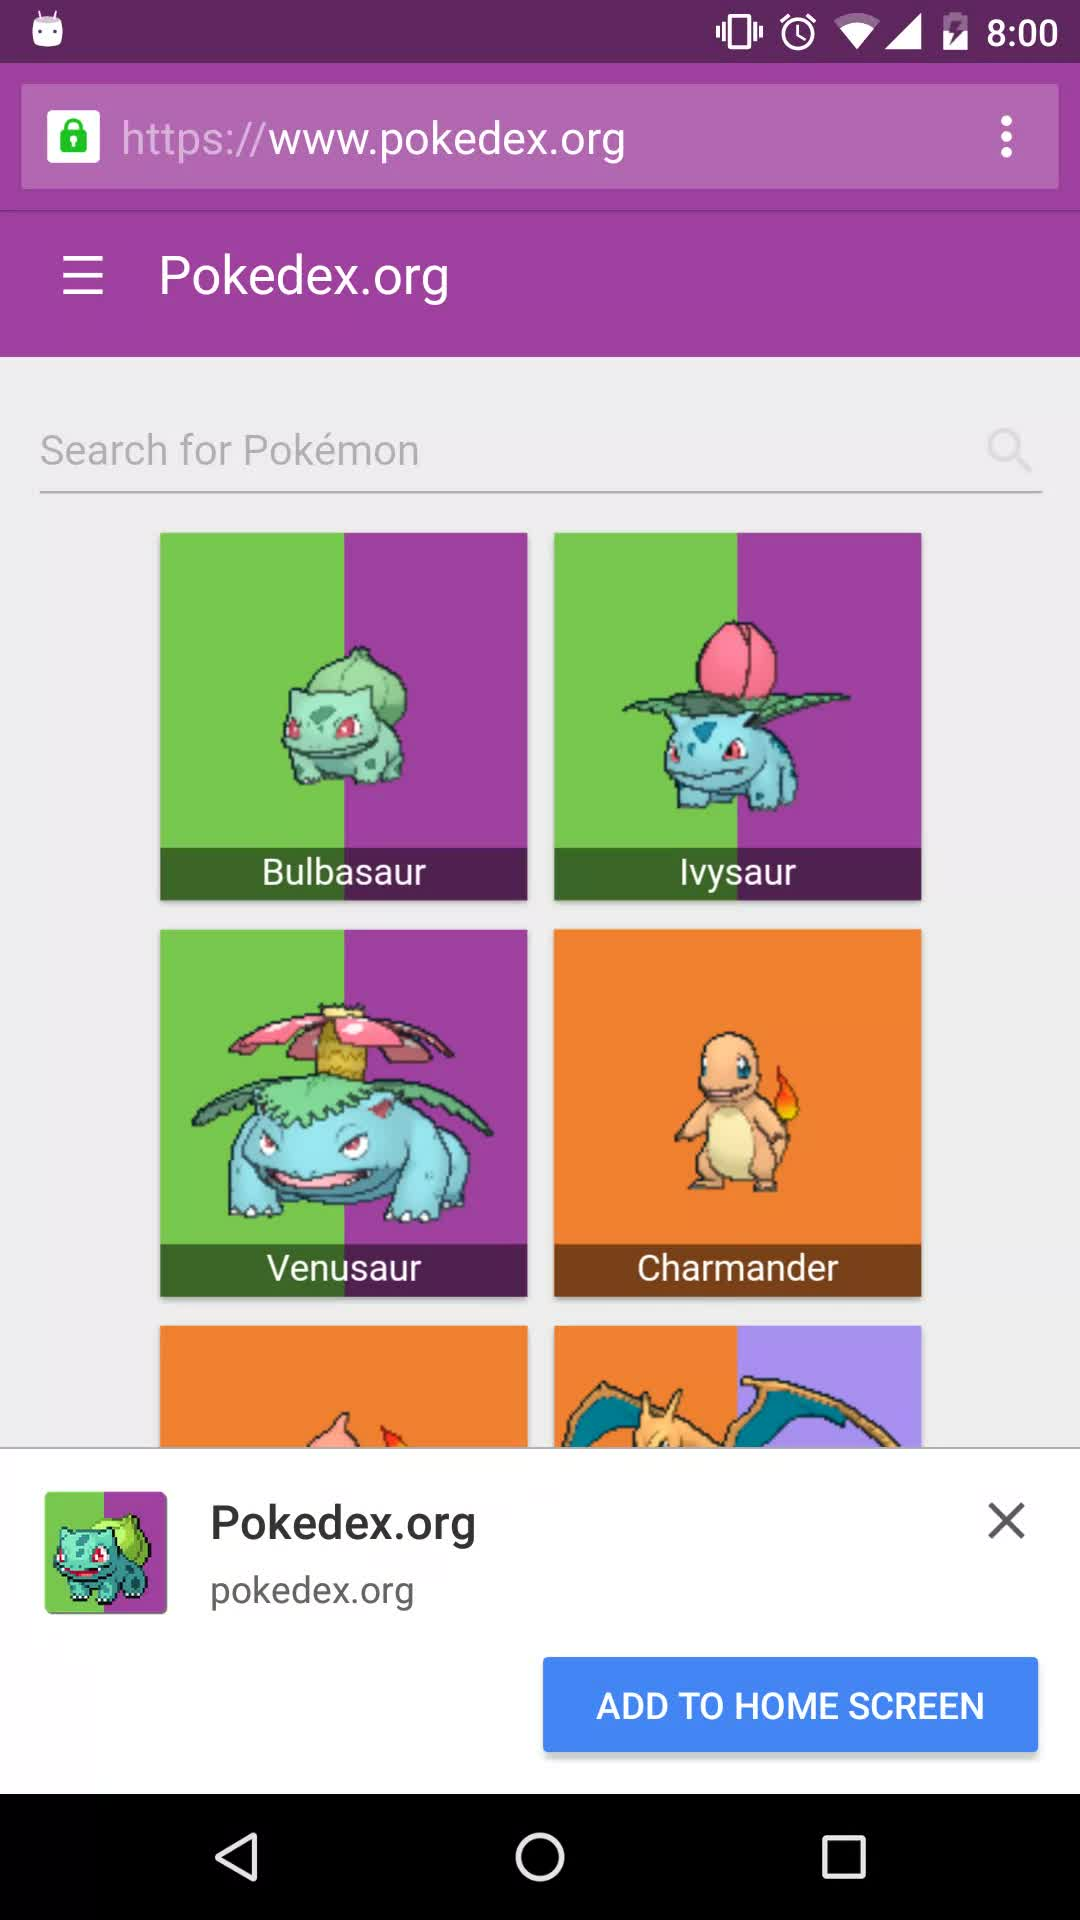 8:00
https://www.pokedex.org
Pokedex.org
Search for Pokémon
Bulbasaur
Ivysaur
Venusaur
Charmander
Pokedex.org
pokedex.org
ADD TO HOME SCREEN